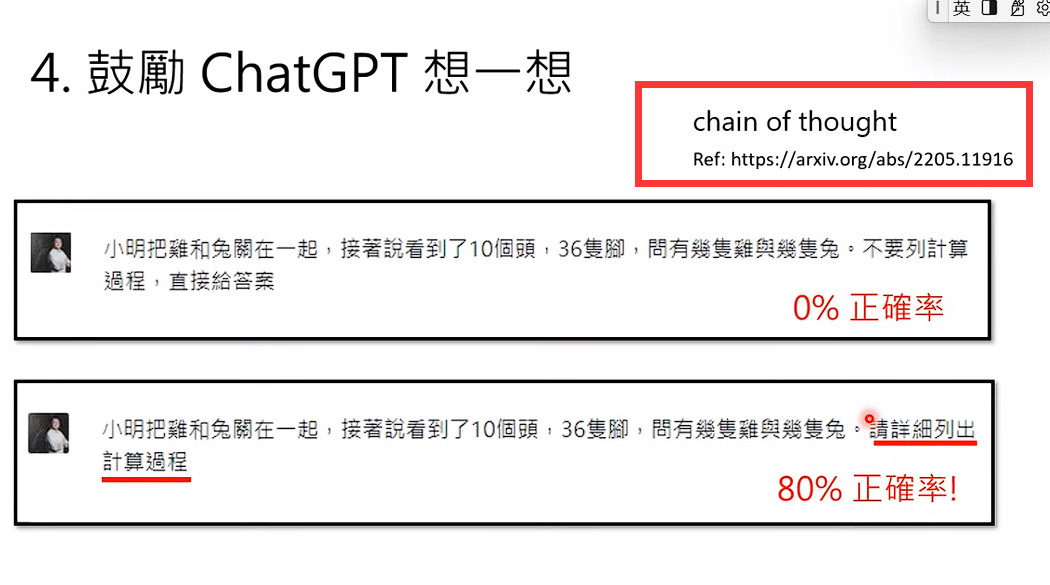 英
4. 鼓勵 ChatGPT 想一想
chain of thought
Ref: https://arxiv.org/abs/2205.11916
小明把雞和兔關在一起，接著說看到了10個頭，36隻腳，問有幾隻雞與幾隻兔。不要列計算
過程，直接給答案
0% 正確率
小明把雞和兔關在一起，接著說看到了10個頭，36隻腳，問有幾隻雞與幾隻兔。請詳細列出
計算過程
80% 正確率!